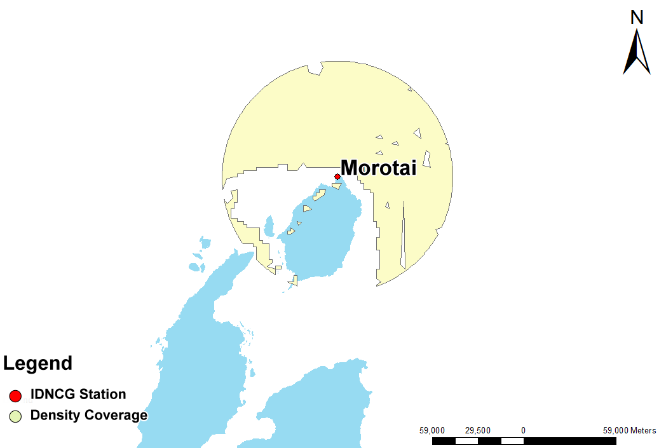 N
Morotai
Legend
IDNCG Station
Density Coverage
59,000 29,500 0 59,000 Meters